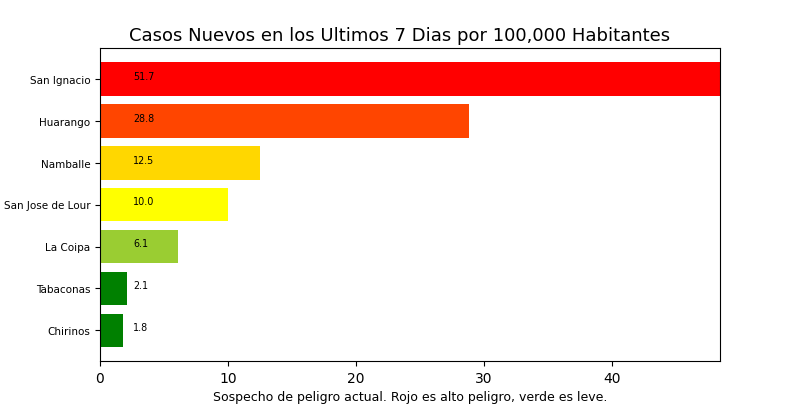 Casos Nuevos en los Ultimos 7 Dias por 100,000 Habitantes
San Ignacio 51.7
Huarango 28.8
Namballe 12.5
San Jose de Lour 10.0
La Coipa 6.1
Tabaconas 2.1
Chirinos 1.8
0 10 20 30 40
Sospecho de peligro actual. Rojo es alto peligro, verde es leve.